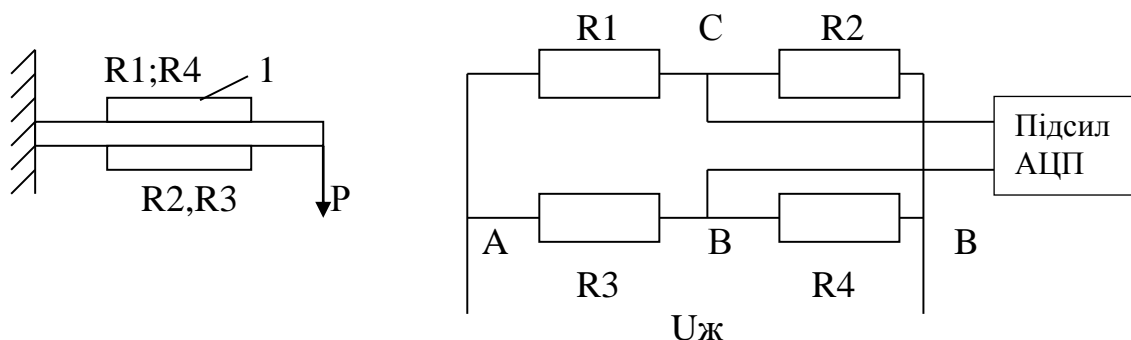 R1;R4 1
R2,R3
P
R1 C R2
Підсил
АЦП
A B B
R3 R4
Uж